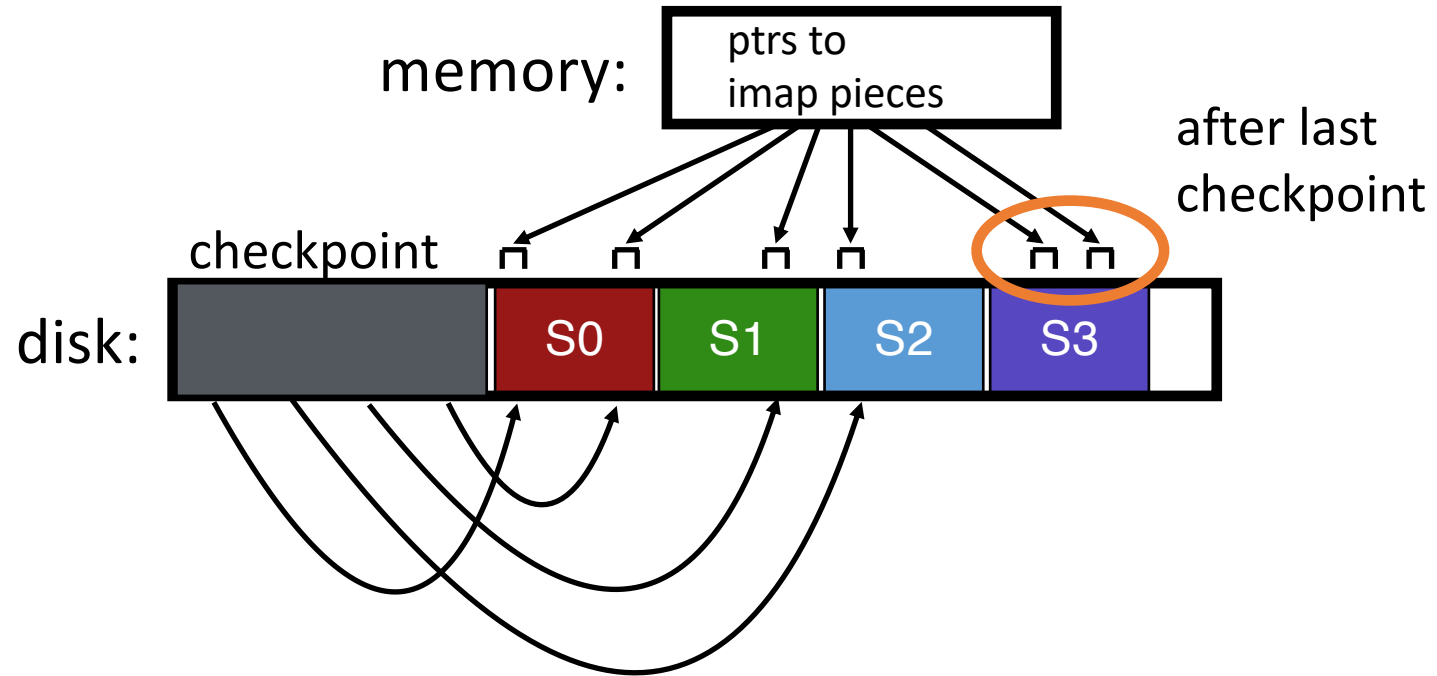 memory:
ptrs to
imap pieces
after last
checkpoint
checkpoint
disk:
S0
S1
S2
S3